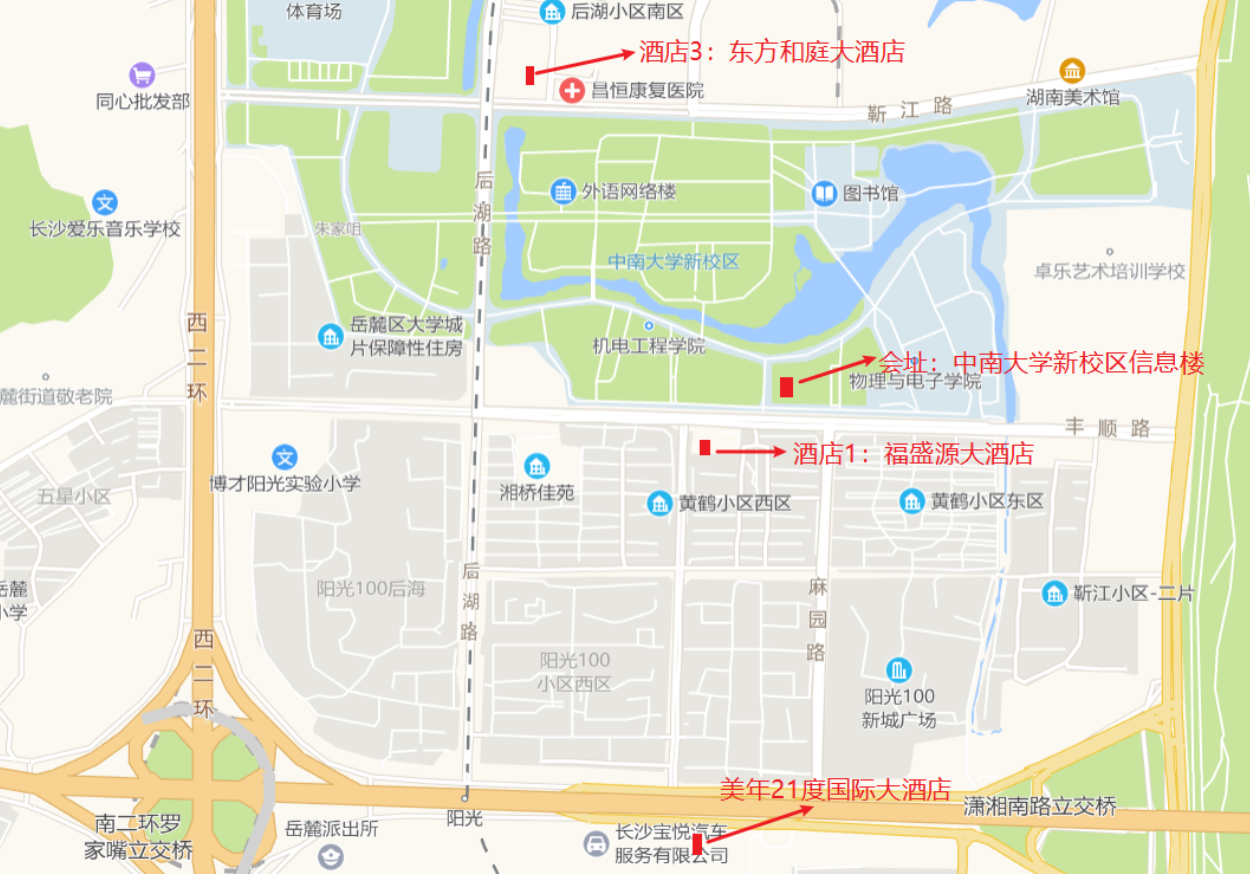 体育场
后湖小区南区
酒店3：东方和庭大酒店
同心批发部
昌恒康复医院
湖南美术馆
靳江路
长沙爱乐音乐学校
朱家咀
后湖路
外语网络楼
图书馆
中南大学新校区
卓乐艺术培训学校
西二环
岳麓区大学城
片保障性住房
机电工程学院
会址：中南大学新校区信息楼
物理与电子学院
麓街道敬老院
丰顺路
酒店1：福盛源大酒店
博才阳光实验小学
五星小区
湘桥佳苑
黄鹤小区西区
黄鹤小区东区
岳麓
小学
阳光100后海
后湖路
麻园路
靳江小区-二片
西二环
阳光100
小区西区
阳光100
新城广场
美年21度国际大酒店
潇湘南路立交桥
南二环罗
家嘴立交桥
岳麓派出所
阳光
长沙宝悦汽车
服务有限公司